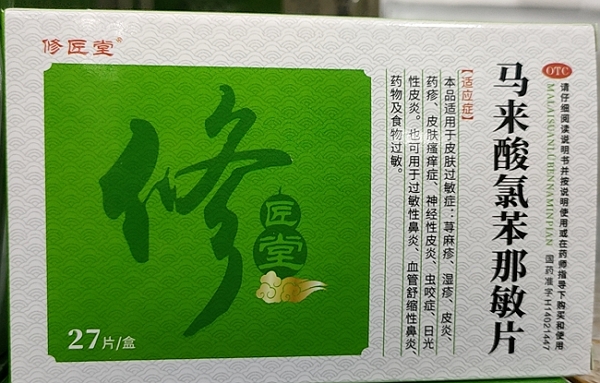 修匠堂®
OTC
请仔细阅读说明书并按说明使用或在药师指导下购买和使用
马来酸氯苯那敏片
MALAISUANLÜBENNAMINPIAN
国药准字H14021447
【适应症】
本品适用于皮肤过敏症：荨麻疹、湿疹、皮炎、
药疹、皮肤瘙痒症、神经性皮炎、虫咬症、日光
性皮炎。也可用于过敏性鼻炎、血管舒缩性鼻炎、
药物及食物过敏。
修
匠
堂
27片/盒